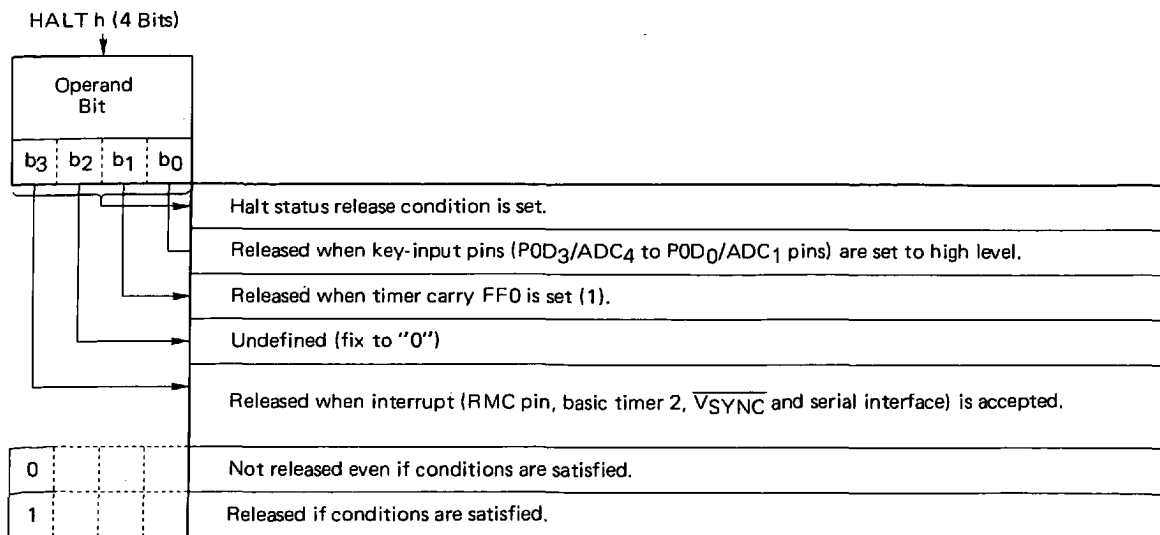 HALT h (4 Bits)
Operand
Bit
b3 b2 b1 b0
Halt status release condition is set.
Released when key-input pins (P0D3/ADC4 to P0D0/ADC1 pins) are set to high level.
Released when timer carry FF0 is set (1).
Undefined (fix to "0")
Released when interrupt (RMC pin, basic timer 2, VSYNC and serial interface) is accepted.
0 Not released even if conditions are satisfied.
1 Released if conditions are satisfied.